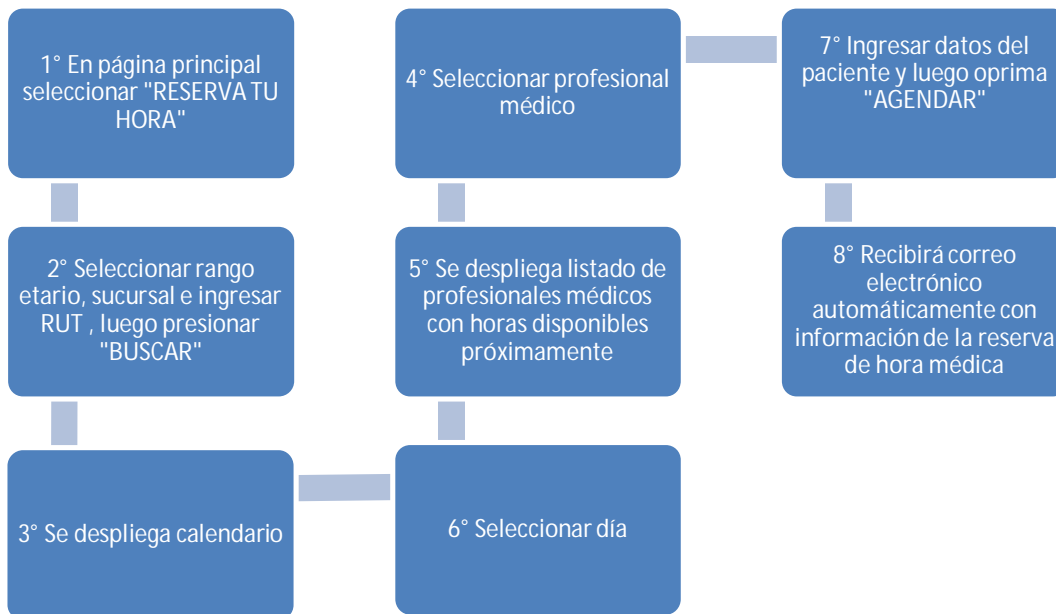 1° En página principal
seleccionar "RESERVA TU
HORA"
2° Seleccionar rango
etario, sucursal e ingresar
RUT , luego presionar
"BUSCAR"
3° Se despliega calendario
4° Seleccionar profesional
médico
5° Se despliega listado de
profesionales médicos
con horas disponibles
próximamente
6° Seleccionar día
7° Ingresar datos del
paciente y luego oprima
"AGENDAR"
8° Recibirá correo
electrónico
automáticamente con
información de la reserva
de hora médica